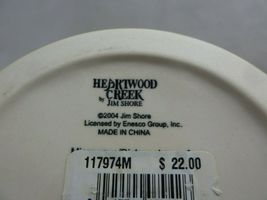 HEARTWOOD
CREEK
by JIM SHORE
©2004 Jim Shore
Licensed by Enesco Group, Inc.
MADE IN CHINA
117974M $ 22.00